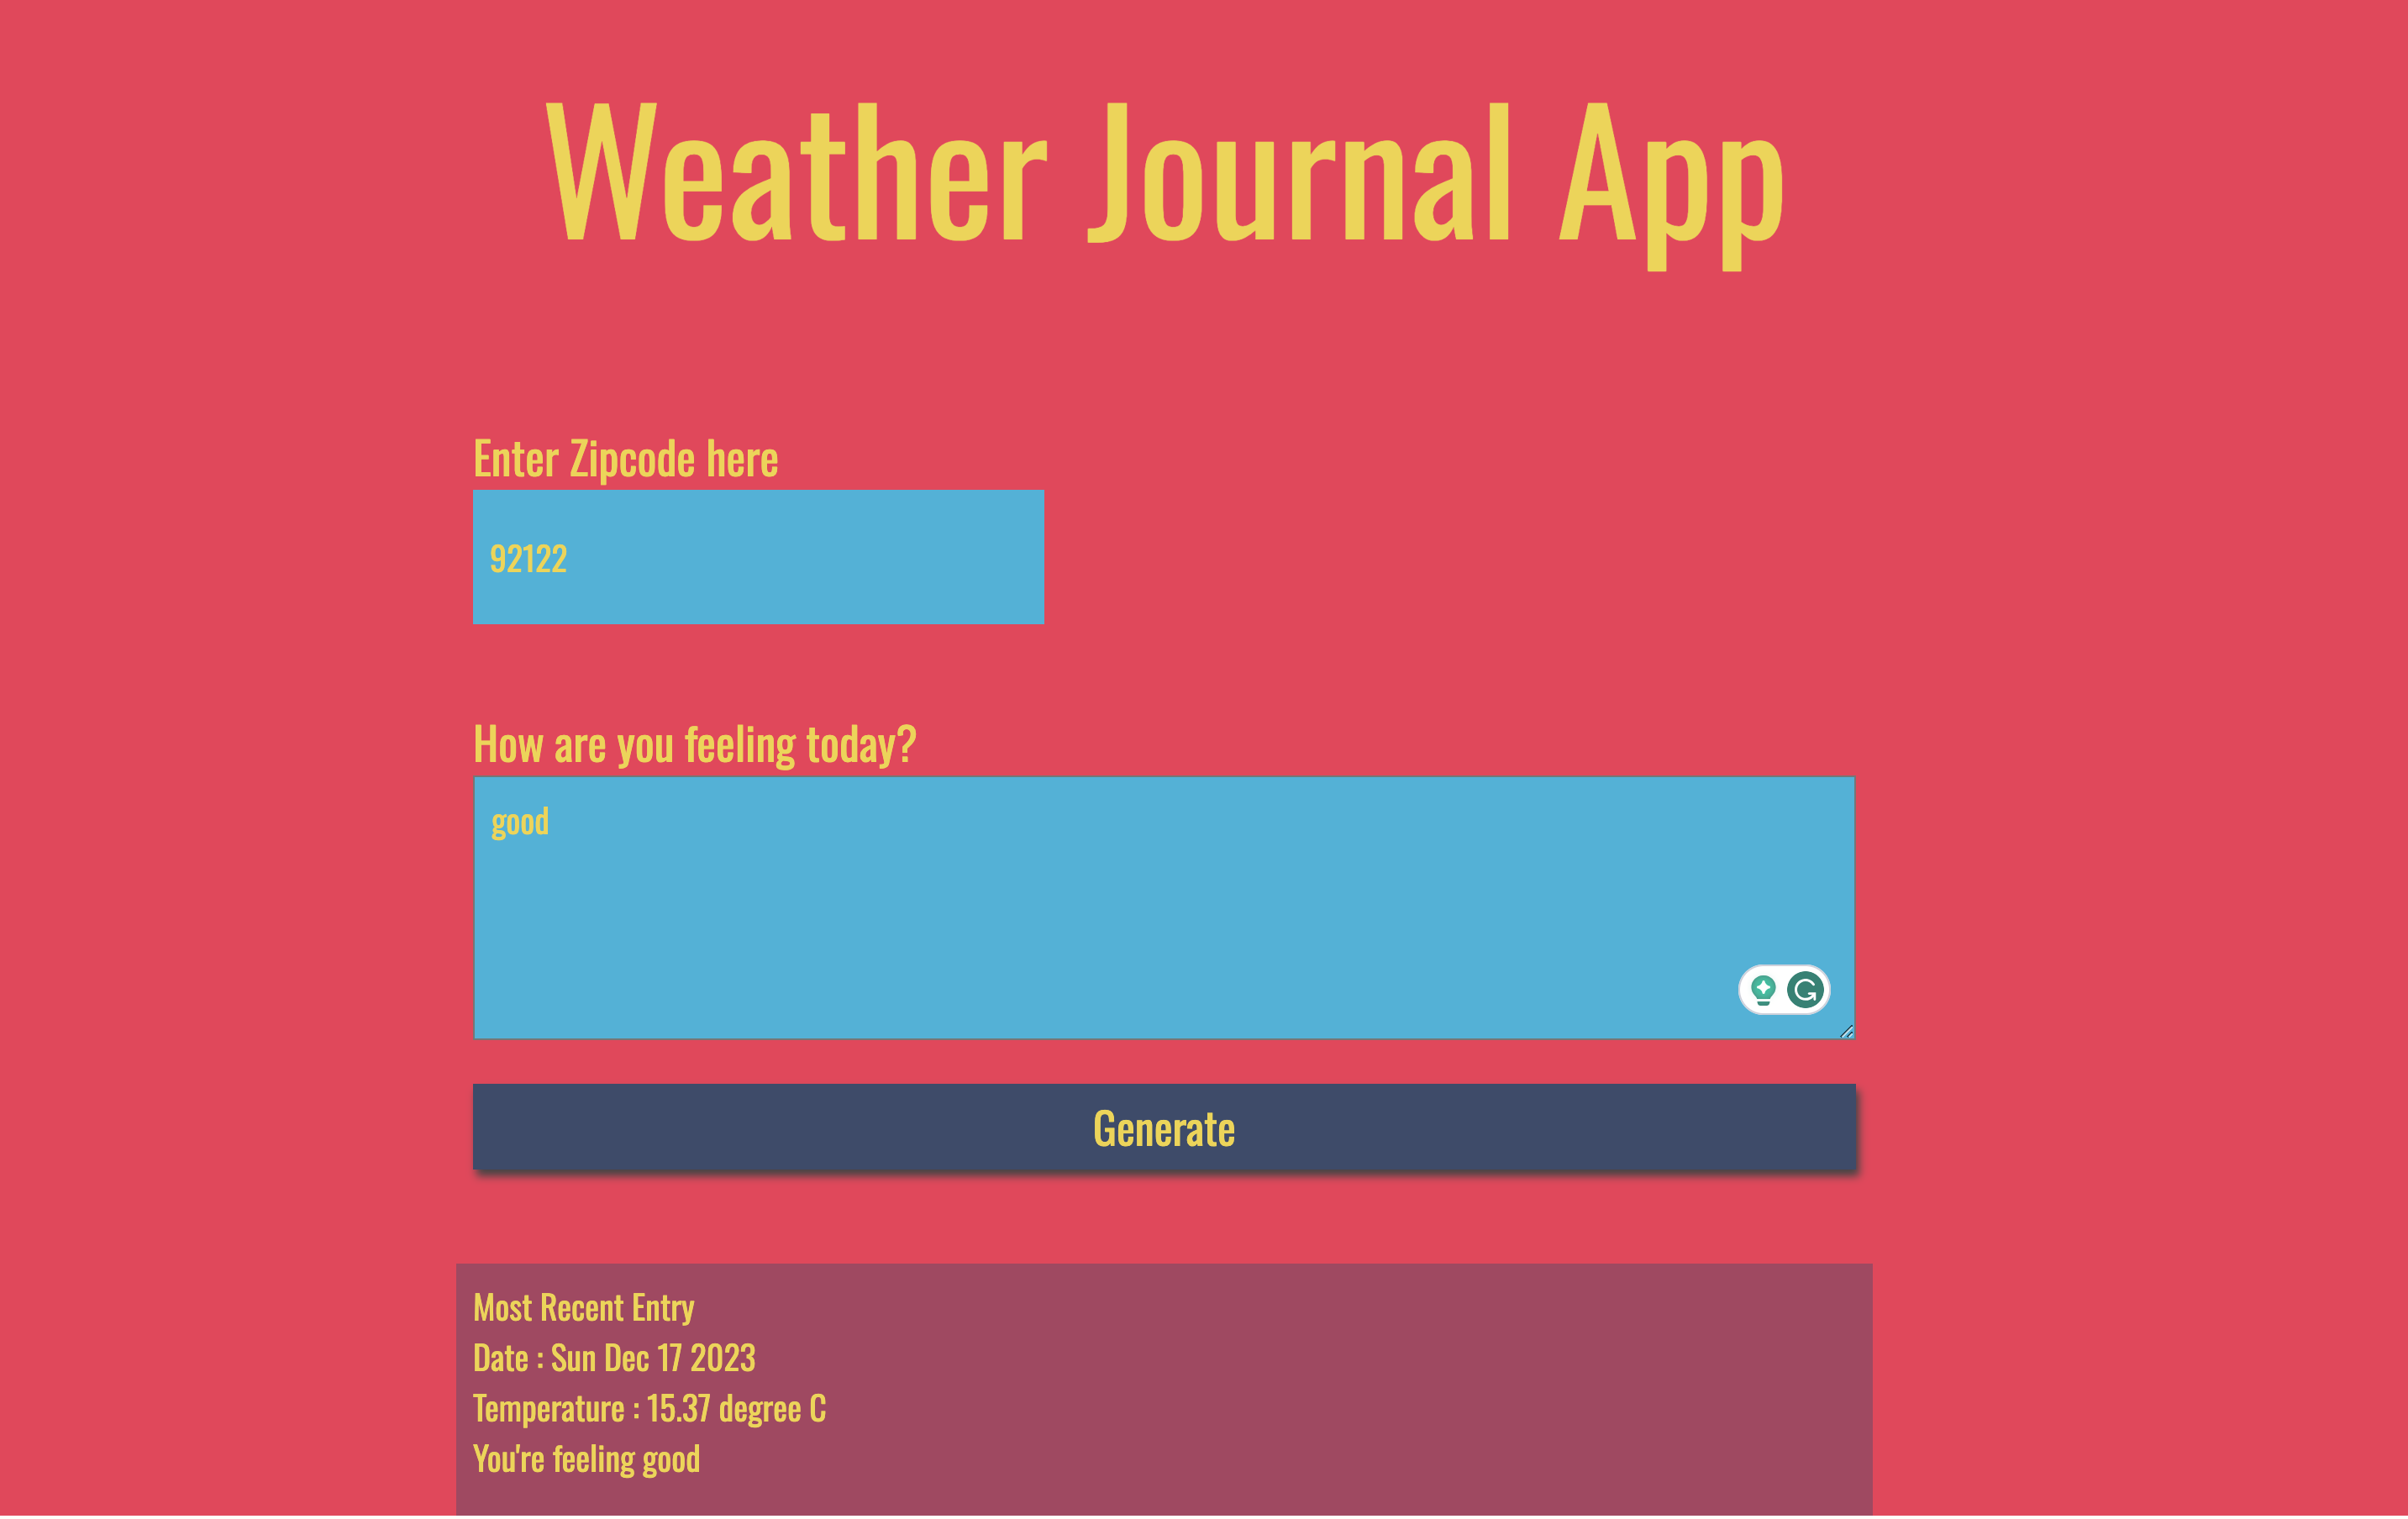 Weather Journal App
Enter Zipcode here
92122
How are you feeling today?
good
Generate
Most Recent Entry
Date : Sun Dec 17 2023
Temperature : 15.37 degree C
You're feeling good